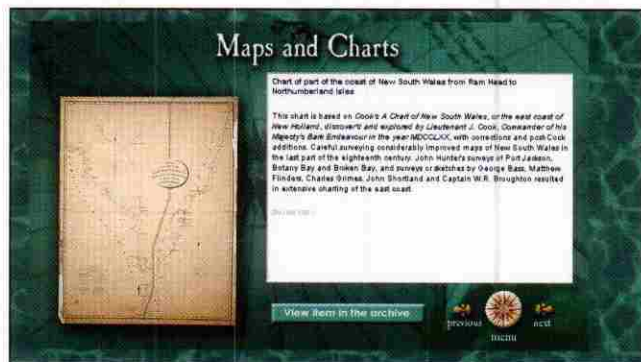 Maps and Charts
Chart of part of the coast of New South Wales from Ram Head to
Northumberland Isles
This chart is based on Cook's A Chart of New South Wales, or the east coast of
New Holland, discover'd and explored by Lieutenant J. Cook, Commander of his
Majesty's Bark Endeavour in the year MDCCLXX, with corrections and post-Cook
additions. Careful surveying considerably improved maps of New South Wales in
the last part of the eighteenth century. John Hunter's surveys of Port Jackson,
Botany Bay and Broken Bay, and surveys or sketches by George Bass, Matthew
Flinders, Charles Grimes, John Shortland and Captain W.R. Broughton resulted
in extensive charting of the east coast.
View item in the archive
previous
next
menu